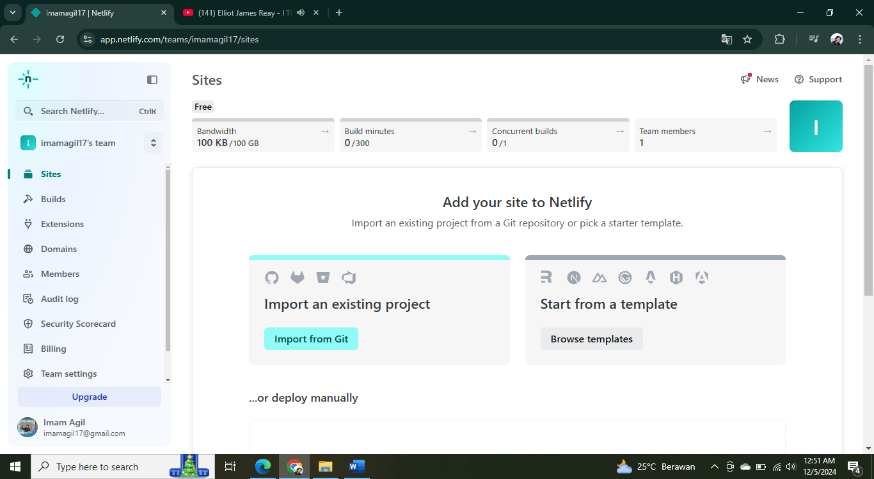 imamagil17 | Netlify
(141) Elliot James Reay - I T
app.netlify.com/teams/imamagil17/sites
Search Netlify...
Ctrl K
I
imamagil17's team
Sites
Builds
Extensions
Domains
Members
Audit log
Security Scorecard
Billing
Team settings
Upgrade
Imam Agil
imamagil17@gmail.com
Sites
News
Support
Free
Bandwidth
100 KB /100 GB
Build minutes
0 /300
Concurrent builds
0 /1
Team members
1
I
Add your site to Netlify
Import an existing project from a Git repository or pick a starter template.
Import an existing project
Import from Git
Start from a template
Browse templates
...or deploy manually
Type here to search
25°C Berawan
12:51 AM
12/5/2024
4